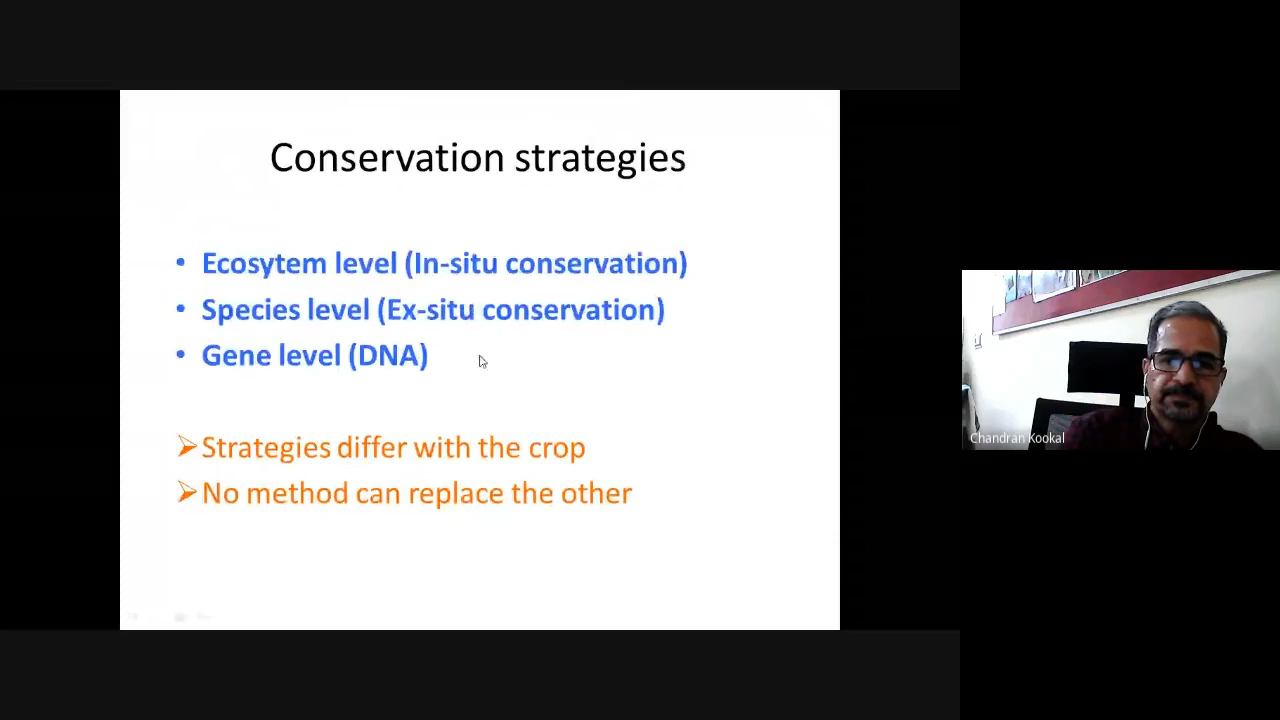 Conservation strategies
• Ecosytem level (In-situ conservation)
• Species level (Ex-situ conservation)
• Gene level (DNA)
➢ Strategies differ with the crop
➢ No method can replace the other
Chandran Kookal